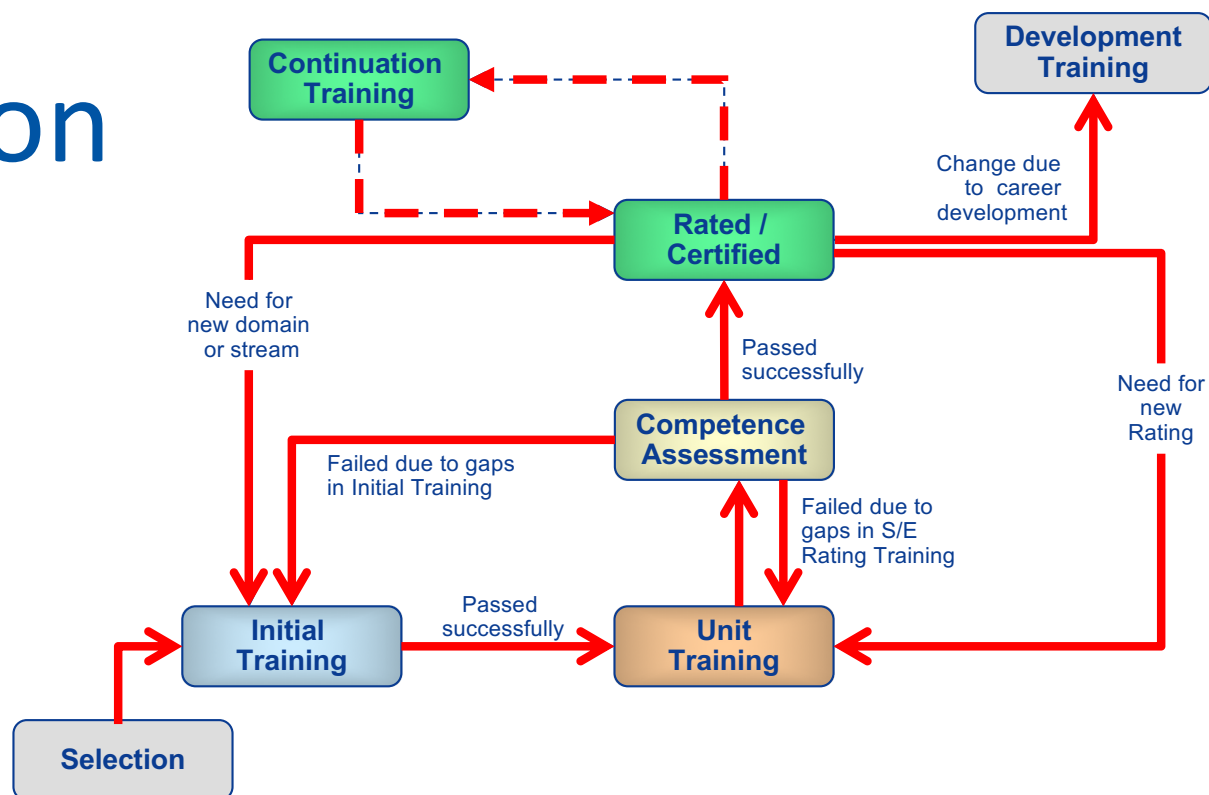 on
Continuation
Training
Development
Training
Change due
to career
development
Rated /
Certified
Need for
new domain
or stream
Passed
successfully
Need for
new
Rating
Competence
Assessment
Failed due to gaps
in Initial Training
Failed due to
gaps in S/E
Rating Training
Initial
Training
Passed
successfully
Unit
Training
Selection